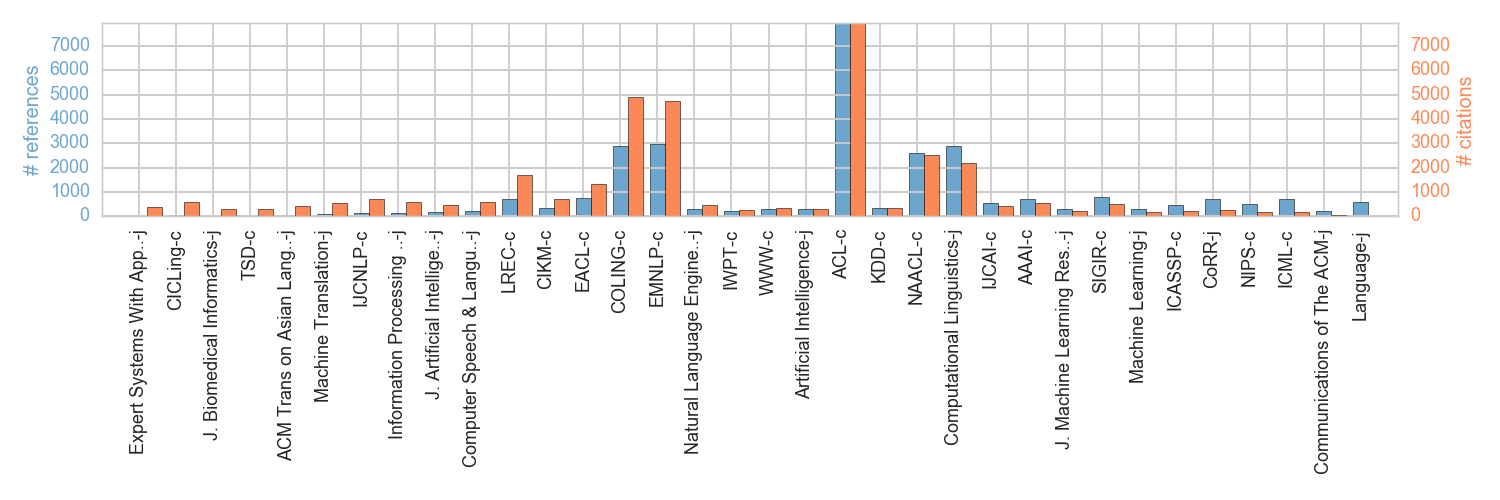 # references
7000
6000
5000
4000
3000
2000
1000
0
7000
6000
5000
4000
3000
2000
1000
0
# citations
Expert Systems With App..-j
CICLing-c
J. Biomedical Informatics-j
TSD-c
ACM Trans on Asian Lang..-j
Machine Translation-j
IJCNLP-c
Information Processing ..-j
J. Artificial Intellige..-j
Computer Speech & Langu..-j
LREC-c
CIKM-c
EACL-c
COLING-c
EMNLP-c
Natural Language Engine..-j
IWPT-c
WWW-c
Artificial Intelligence-j
ACL-c
KDD-c
NAACL-c
Computational Linguistics-j
IJCAI-c
AAAI-c
J. Machine Learning Res..-j
SIGIR-c
Machine Learning-j
ICASSP-c
CoRR-j
NIPS-c
ICML-c
Communications of The ACM-j
Language-j